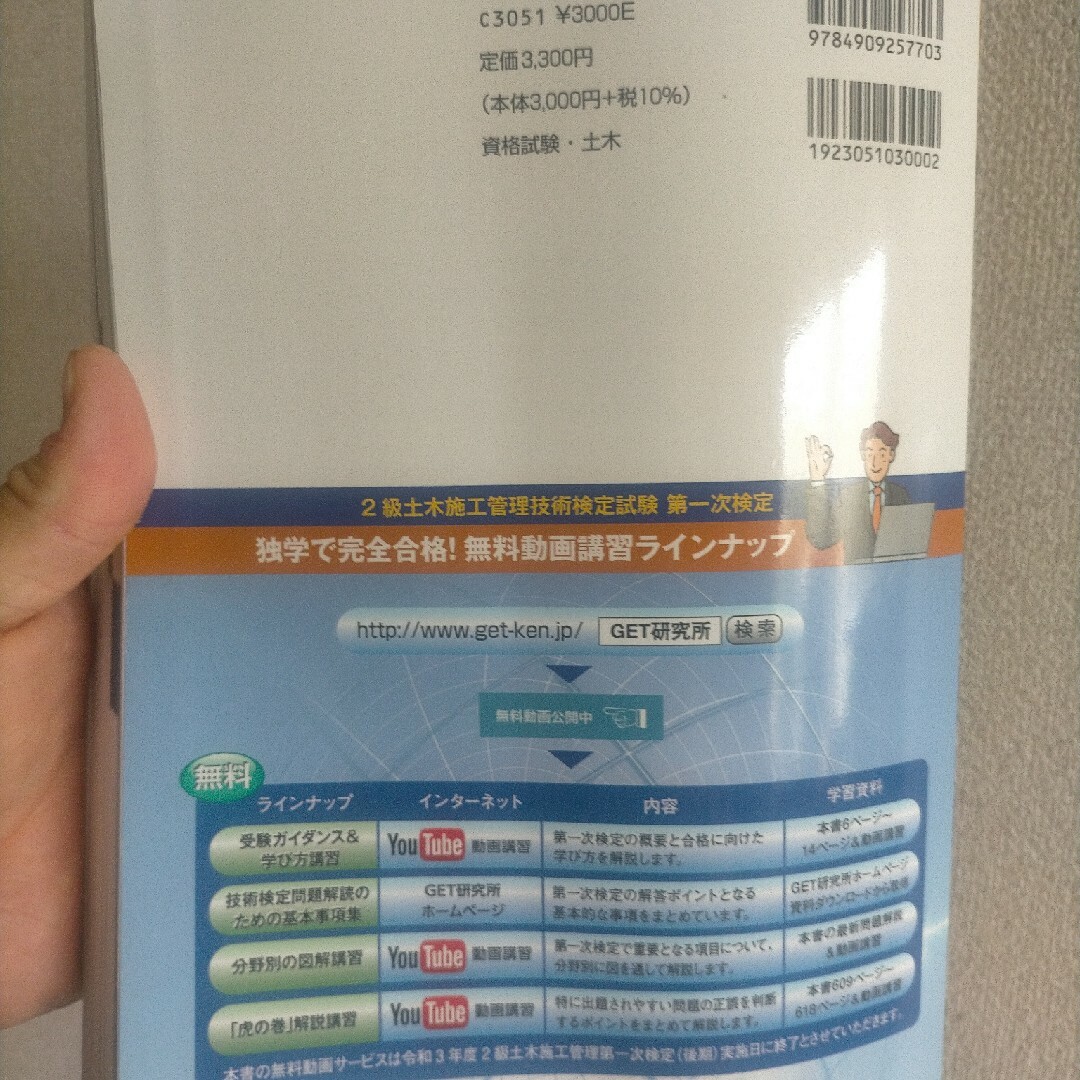 C3051 ¥3000E
定価3,300円
(本体3,000円+税10%)
資格試験・土木
9784909257703
1923051030002
2級土木施工管理技術検定試験 第一次検定
独学で完全合格!無料動画講習ラインナップ
http://www.get-ken.jp/ GET研究所 検索
無料動画公開中
無料
ラインナップ インターネット 内容 学習資料
受験ガイダンス& 学び方講習
YouTube 動画講習
第一次検定の概要と合格に向けた
学び方を解説します。
本書6ページ~
14ページ&動画講習
技術検定問題解読の
ための基本事項集
GET研究所
ホームページ
第一次検定の解答ポイントとなる
基本的な事項をまとめています。
GET研究所ホームページ
資料ダウンロードから取得
分野別の図解講習
YouTube 動画講習
第一次検定で重要となる項目について、
分野別に図を通して解説します。
本書の最新問題解説
&動画講習
「虎の巻」解説講習
YouTube 動画講習
特に出題されやすい問題の正誤を判断
するポイントをまとめて解説します。
本書609ページ~
618ページ&動画講習
本書の無料動画サービスは令和3年度2級土木施工管理第一次検定(後期)実施日に終了とさせていただきます。